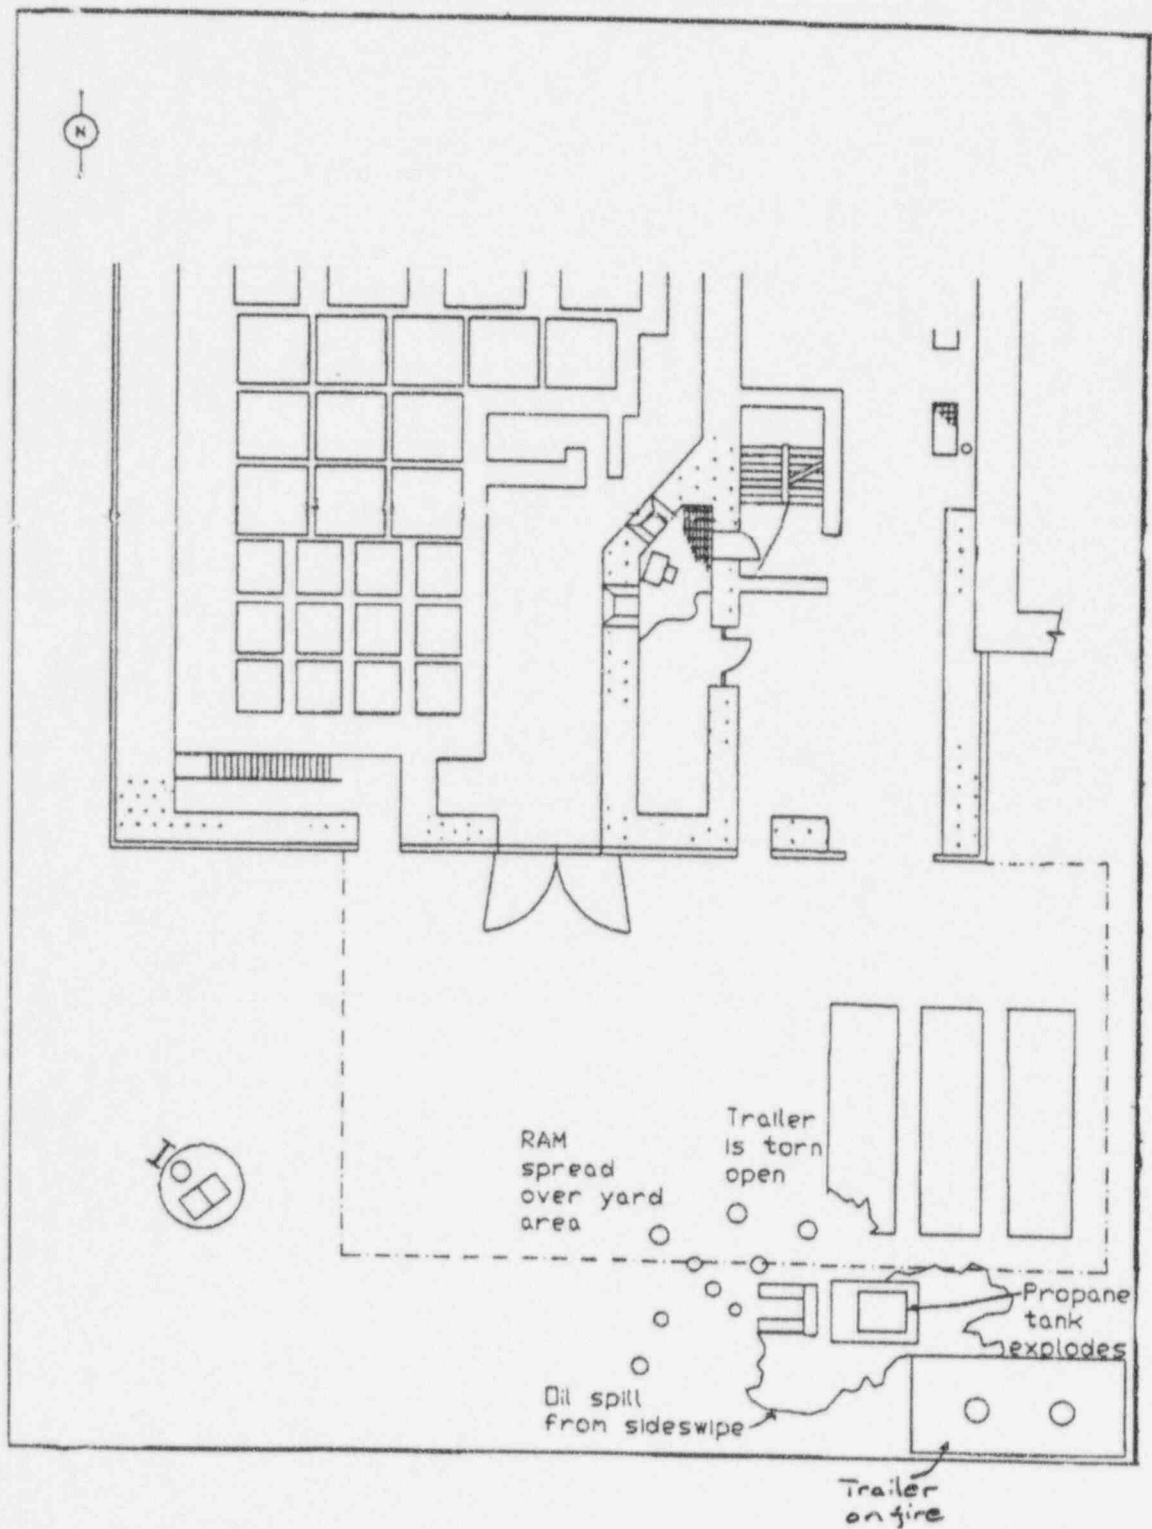 N
RAM
spread
over yard
area
Trailer
is torn
open
Propane
tank
explodes
Oil spill
from sideswipe
Trailer
on fire